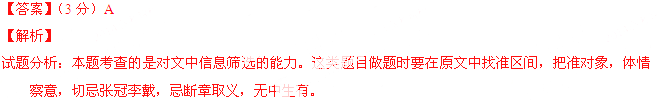 【答案】（3 分）A
【解析】
试题分析：本题考查的是对文中信息筛选的能力。这类题目做题时要在原文中找准区间，把准对象，体情
察意，切忌张冠李戴，忌断章取义，无中生有。